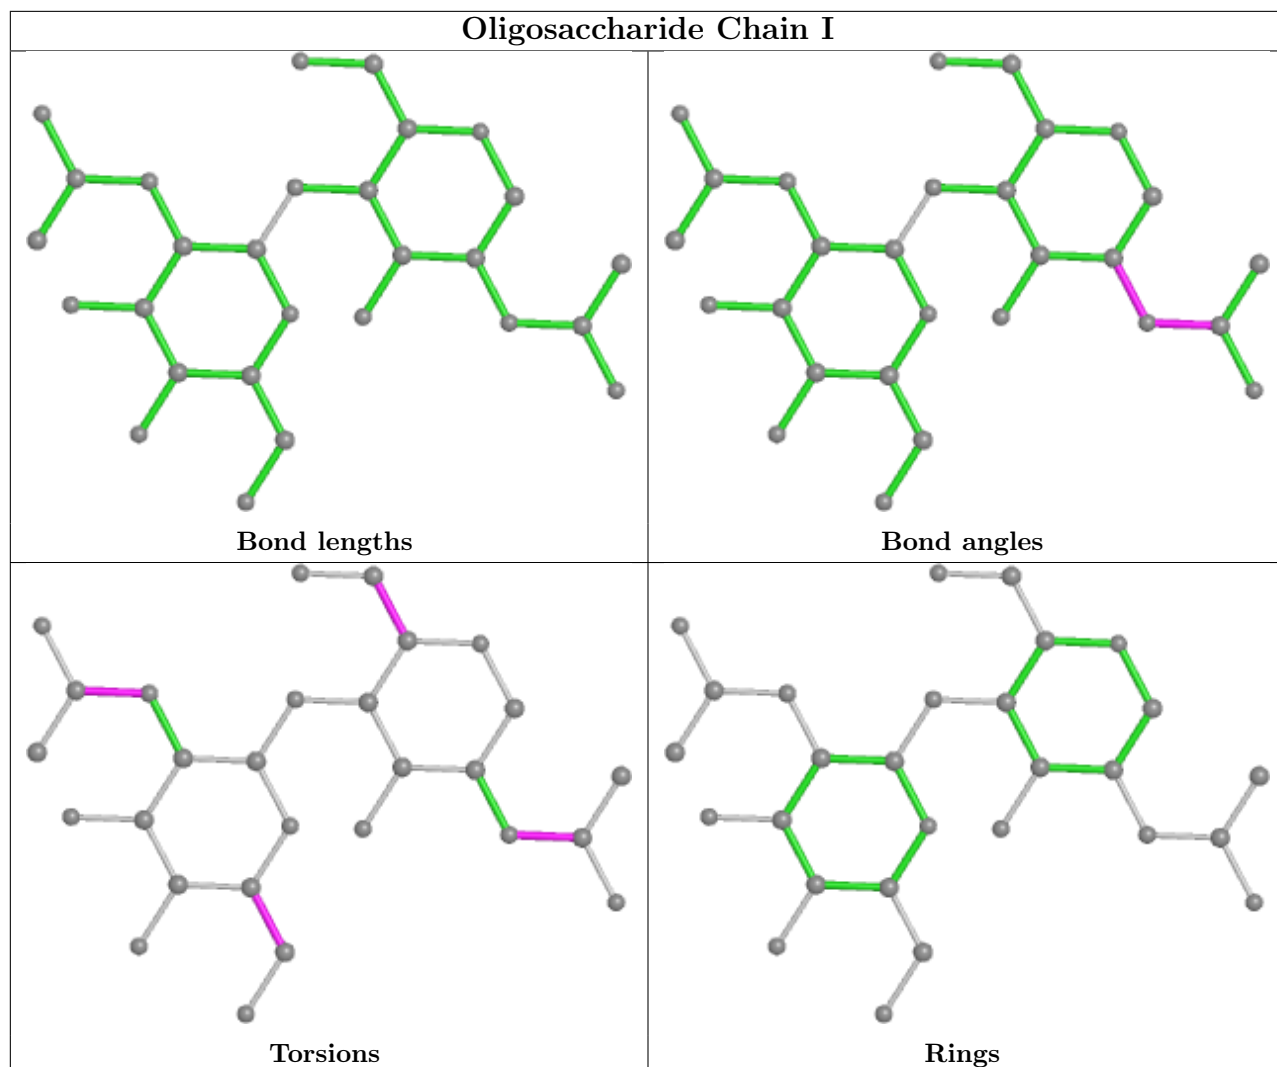 Oligosaccharide Chain I
Bond lengths
Bond angles
Torsions
Rings